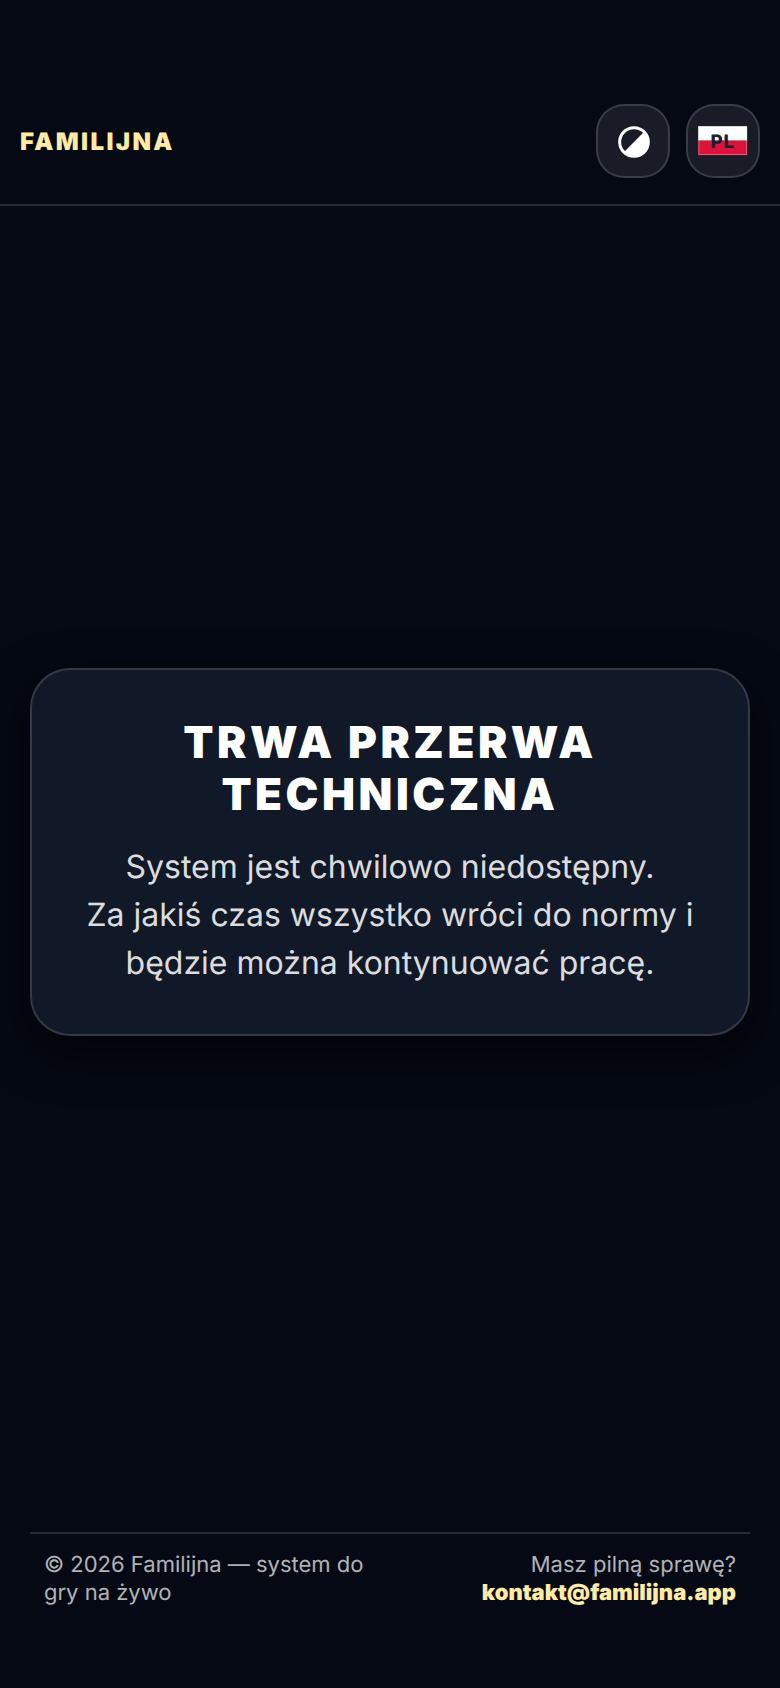 FAMILIJNA
PL
TRWA PRZERWA
TECHNICZNA
System jest chwilowo niedostępny.
Za jakiś czas wszystko wróci do normy i
będzie można kontynuować pracę.
© 2026 Familijna — system do
gry na żywo
Masz pilną sprawę?
kontakt@familijna.app